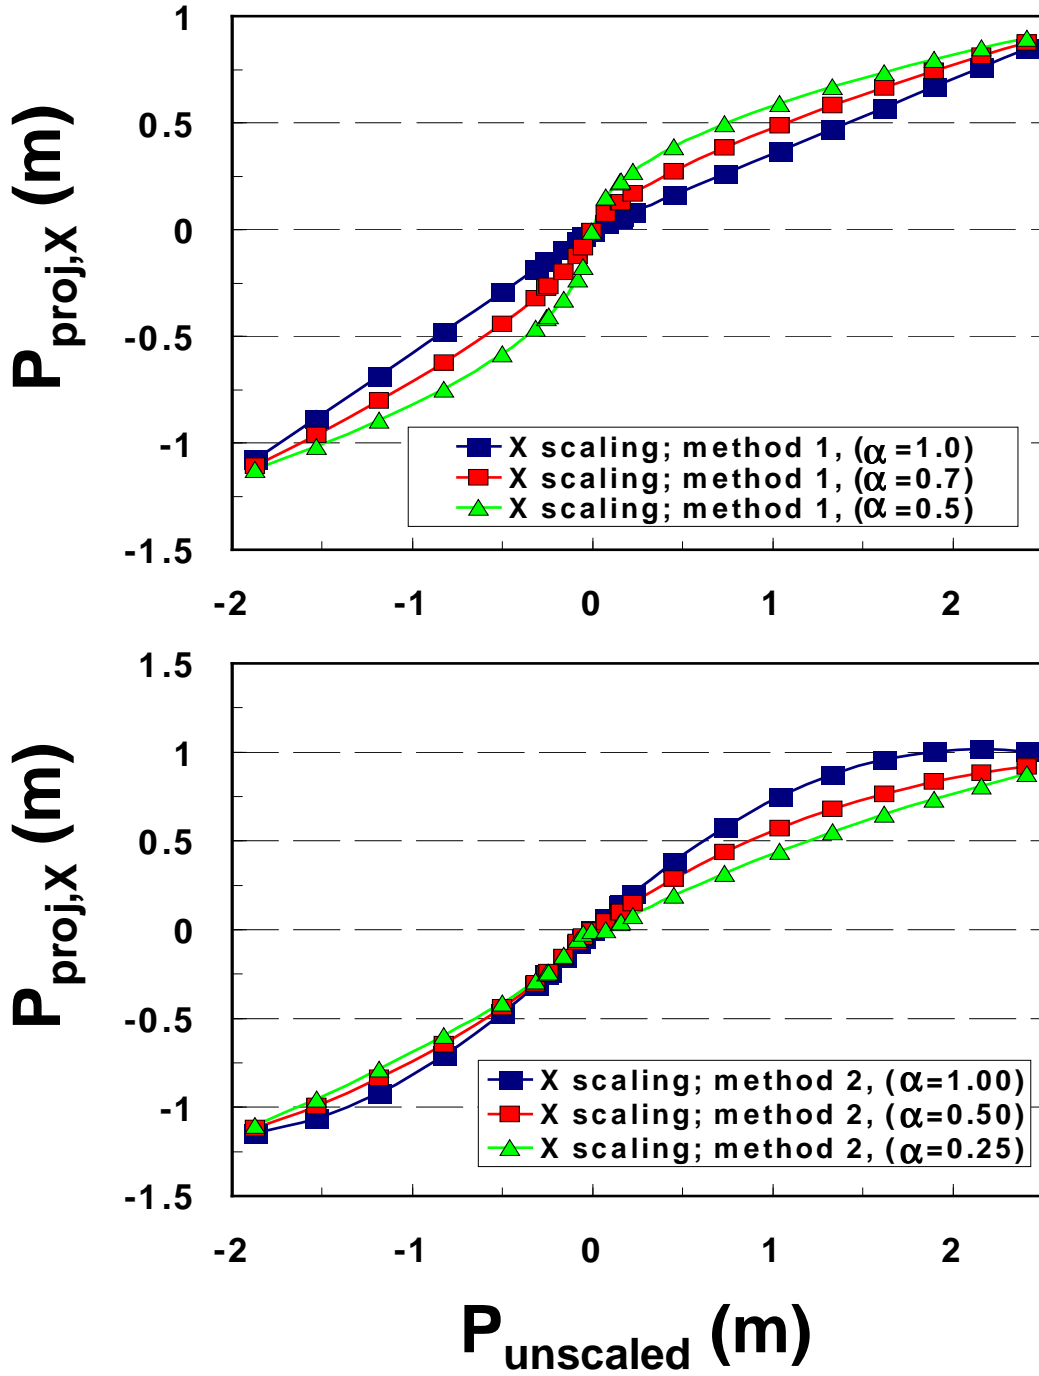 1
0.5
0
-0.5
-1
-1.5
P proj,X (m)
X scaling; method 1, (α=1.0)
X scaling; method 1, (α=0.7)
X scaling; method 1, (α=0.5)
-2 -1 0 1 2
1.5
1
0.5
0
-0.5
-1
-1.5
P proj,X (m)
X scaling; method 2, (α=1.00)
X scaling; method 2, (α=0.50)
X scaling; method 2, (α=0.25)
-2 -1 0 1 2
P unscaled (m)